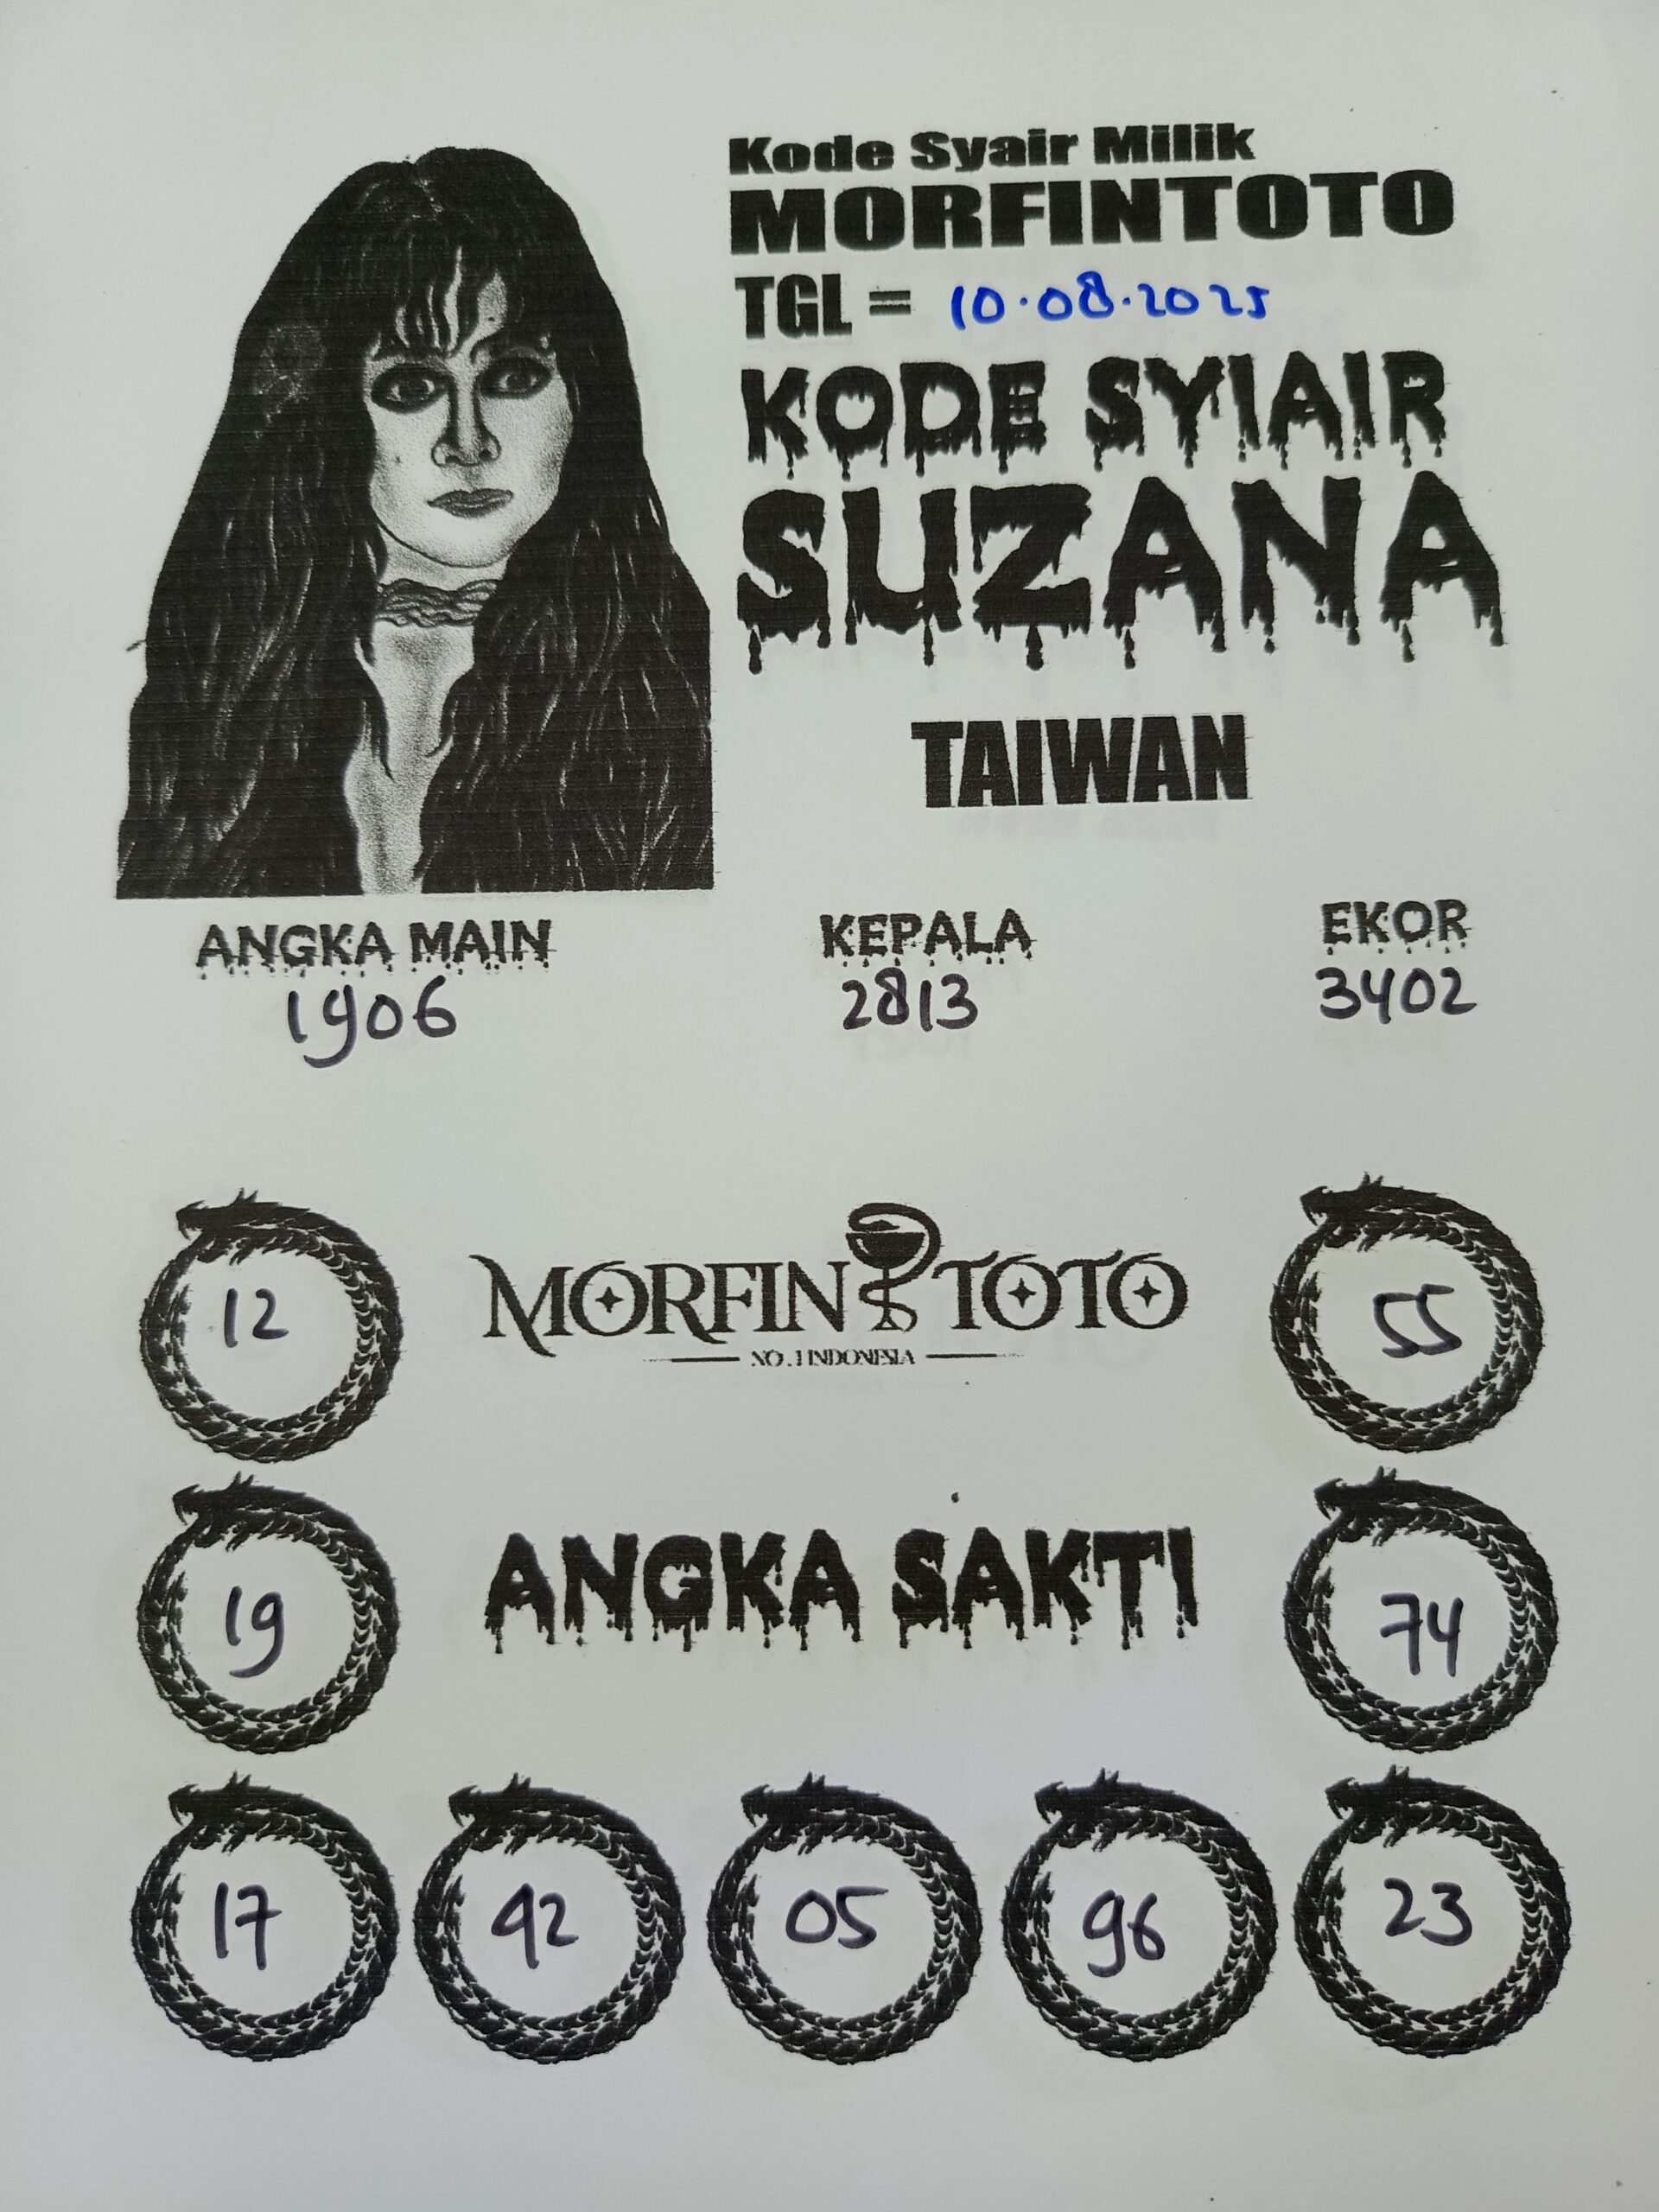 Kode Syair Milik
MORFINTOTO
TGL = 10.08.2025
KODE SYIAIR
SUZANA
TAIWAN
ANGKA MAIN KEPALA EKOR
1906 2813 3402
12 MORFIN TOTO 55
NO.1 INDONESIA
19 ANGKA SAKTI 74
17 92 05 96 23